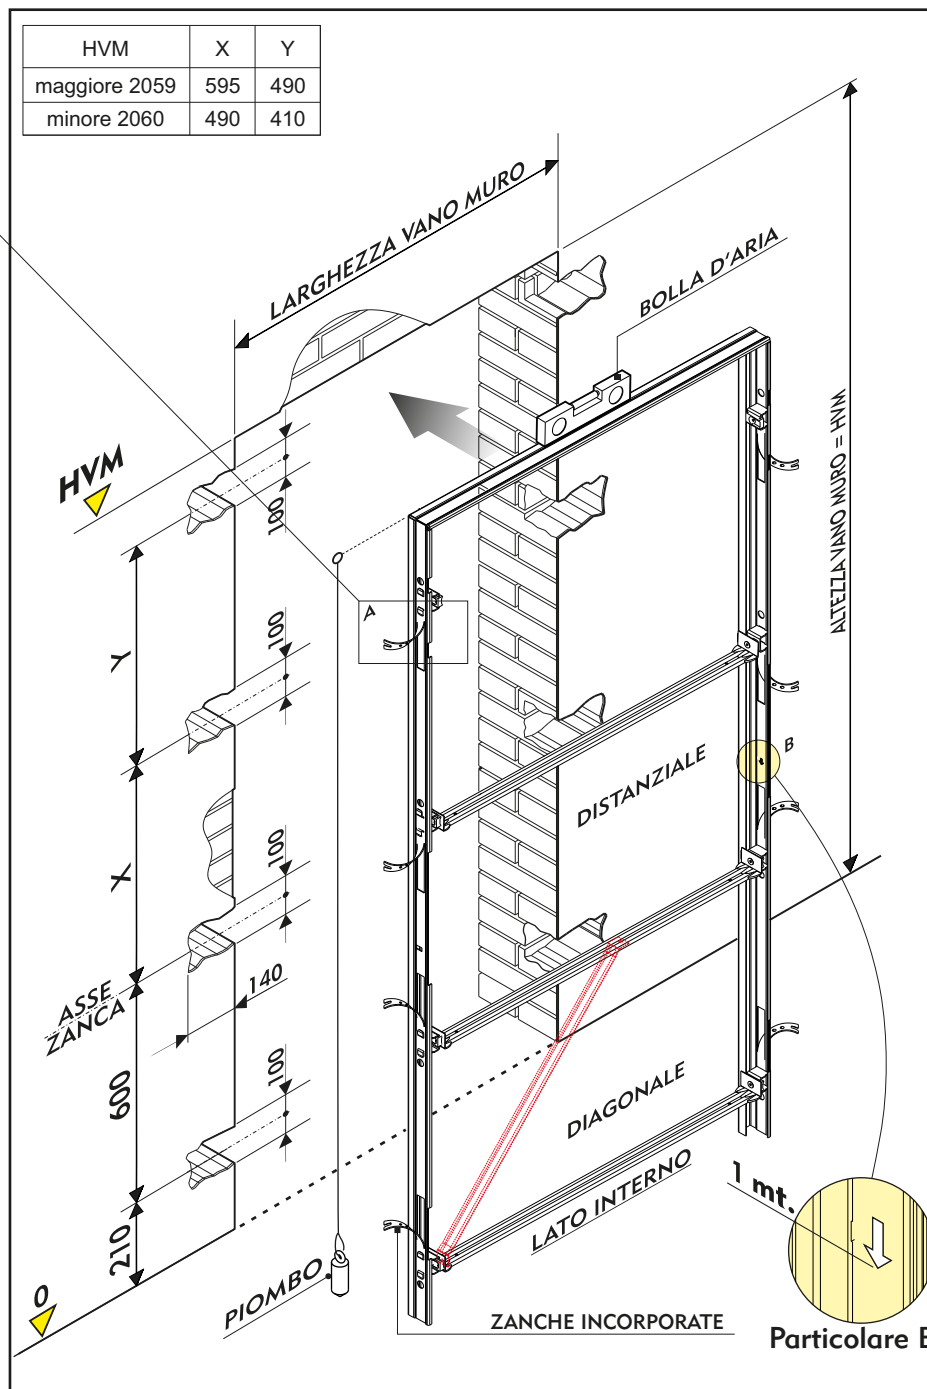 HVM X Y
maggiore 2059 595 490
minore 2060 490 410
LARGHEZZA VANO MURO
BOLLA D'ARIA
HVM
100
ALTEZZA VANO MURO = HVM
A
Y
100
DISTANZIALE
B
X
100
140
ASSE
ZANCA
600
100
DIAGONALE
LATO INTERNO
1 mt.
210
0
PIOMBO
ZANCHE INCORPORATE
Particolare B